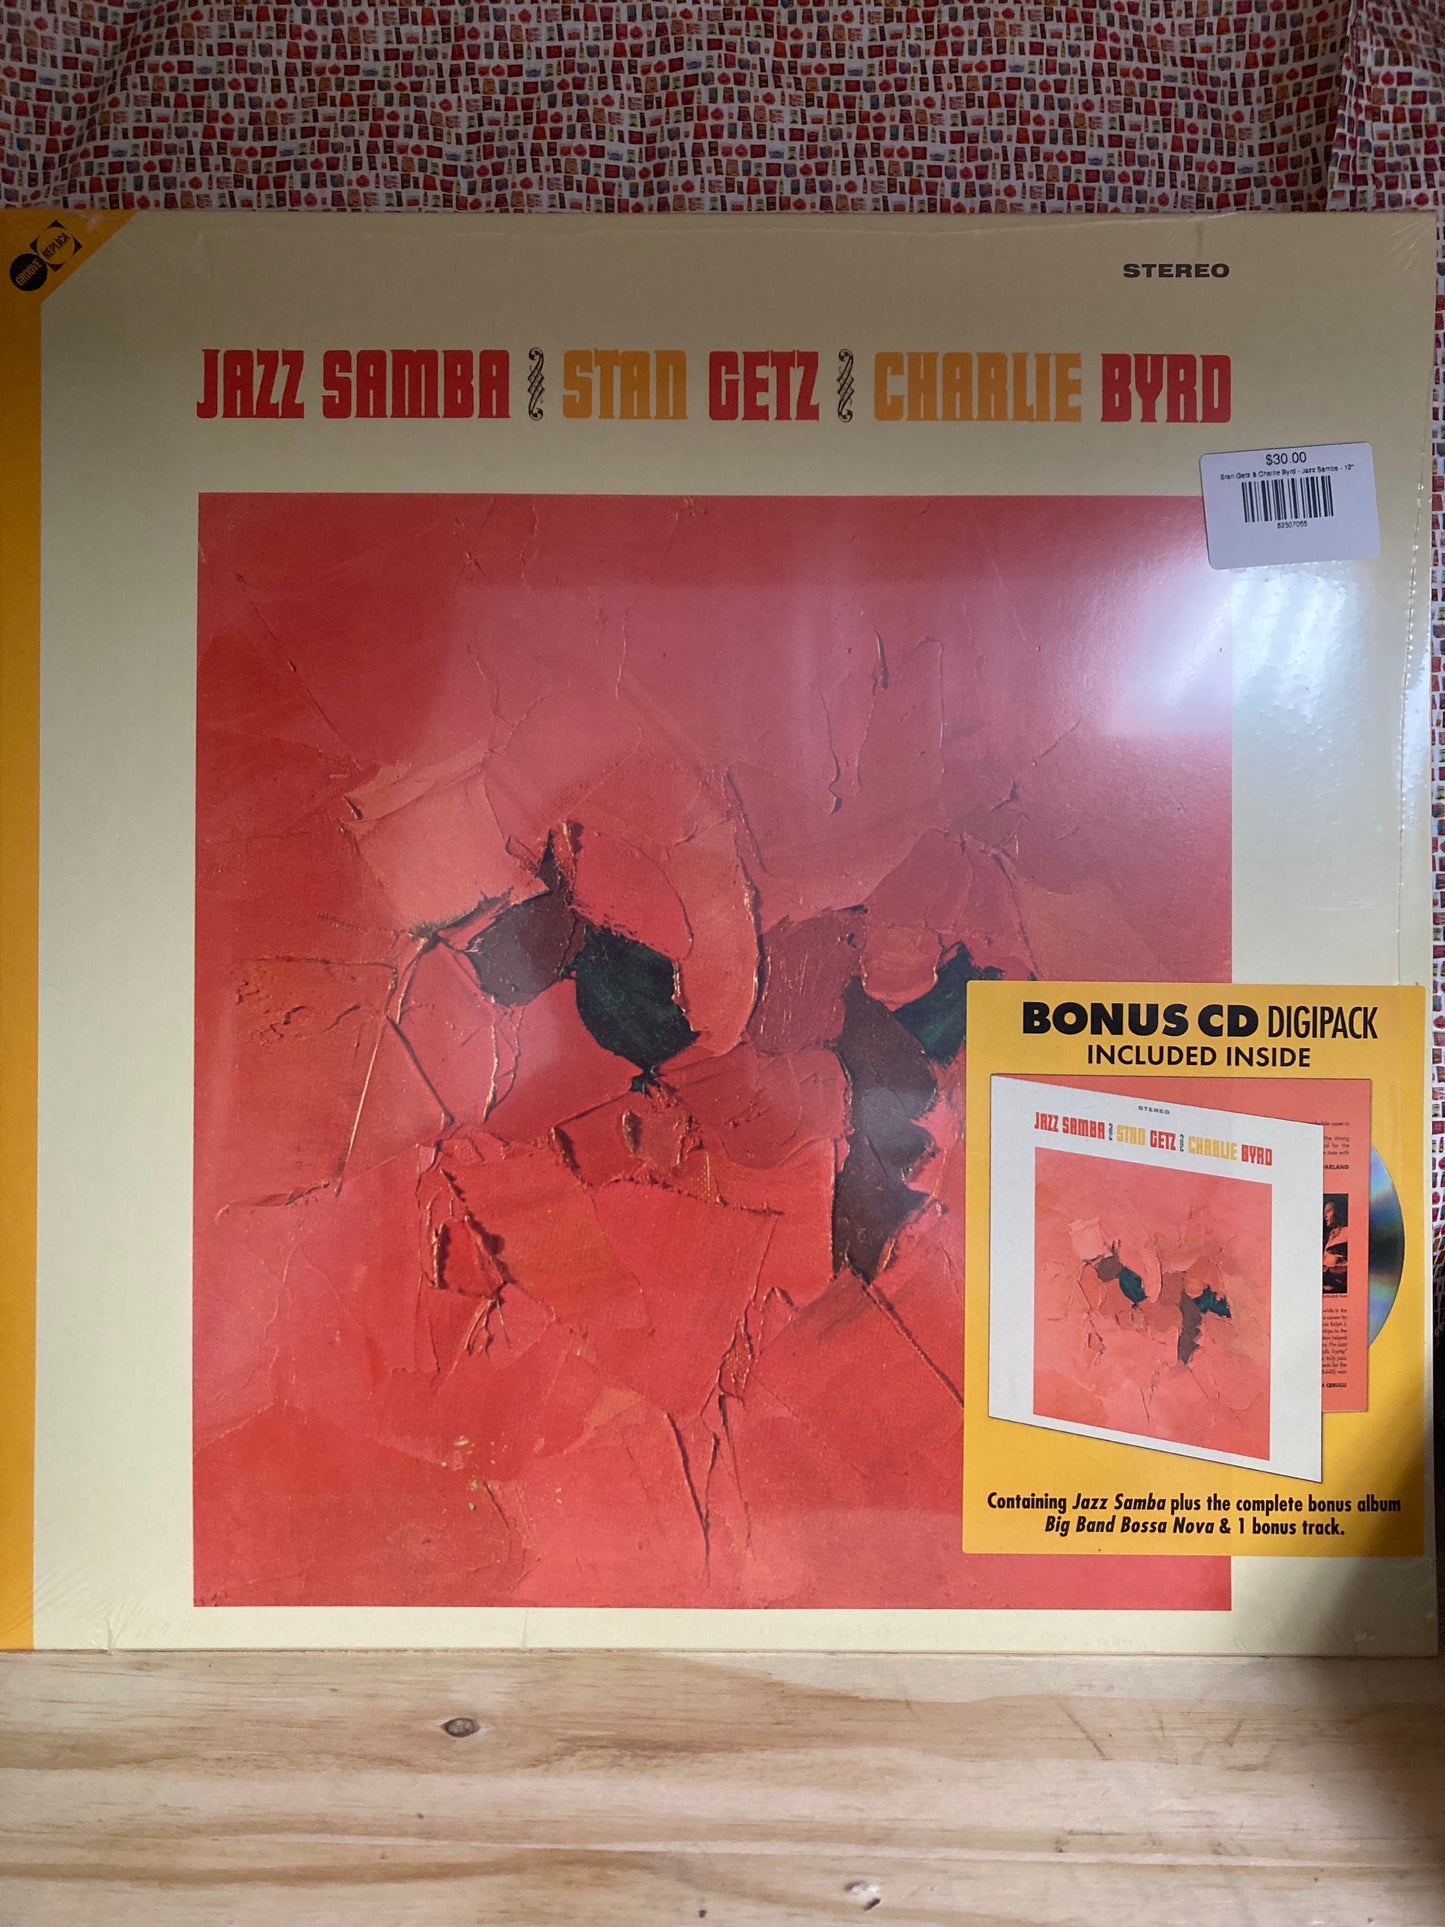 GROOVE REPLICA
STEREO
JAZZ SAMBA STAN GETZ CHARLIE BYRD
$30.00
Stan Getz & Charlie Byrd - Jazz Samba - 12"
BONUS CD DIGIPACK
INCLUDED INSIDE
STEREO
JAZZ SAMBA STAN GETZ CHARLIE BYRD
Containing Jazz Samba plus the complete bonus album
Big Band Bossa Nova & 1 bonus track.